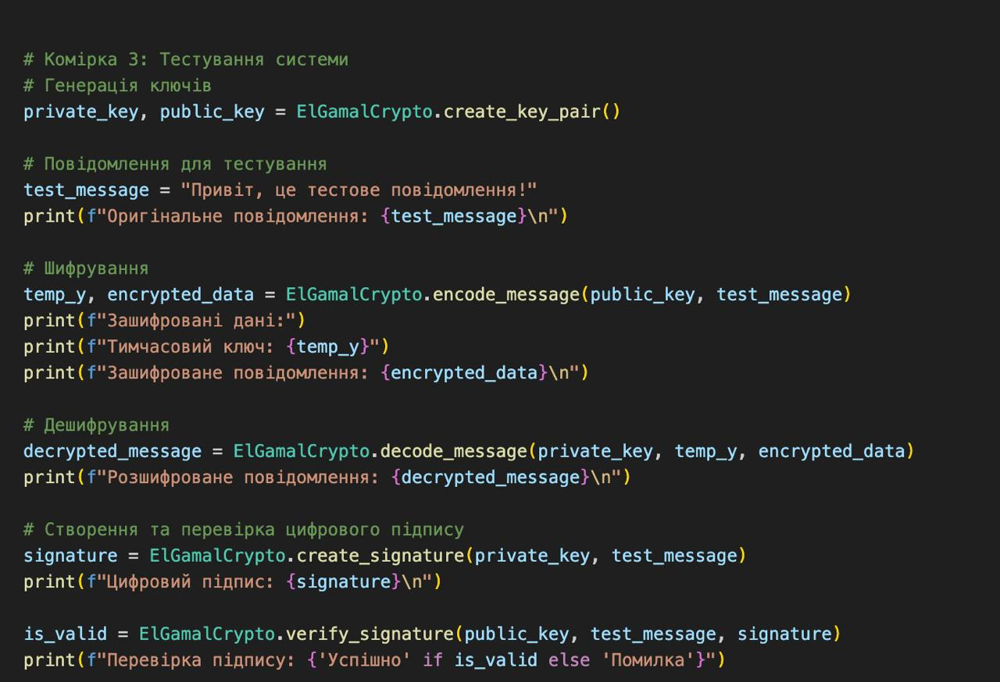 # Комірка 3: Тестування системи
# Генерація ключів
private_key, public_key = ElGamalCrypto.create_key_pair()
# Повідомлення для тестування
test_message = "Привіт, це тестове повідомлення!"
print(f"Оригінальне повідомлення: {test_message}\n")
# Шифрування
temp_y, encrypted_data = ElGamalCrypto.encode_message(public_key, test_message)
print(f"Зашифровані дані:")
print(f"Тимчасовий ключ: {temp_y}")
print(f"Зашифроване повідомлення: {encrypted_data}\n")
# Дешифрування
decrypted_message = ElGamalCrypto.decode_message(private_key, temp_y, encrypted_data)
print(f"Розшифроване повідомлення: {decrypted_message}\n")
# Створення та перевірка цифрового підпису
signature = ElGamalCrypto.create_signature(private_key, test_message)
print(f"Цифровий підпис: {signature}\n")
is_valid = ElGamalCrypto.verify_signature(public_key, test_message, signature)
print(f"Перевірка підпису: {'Успішно' if is_valid else 'Помилка'}")